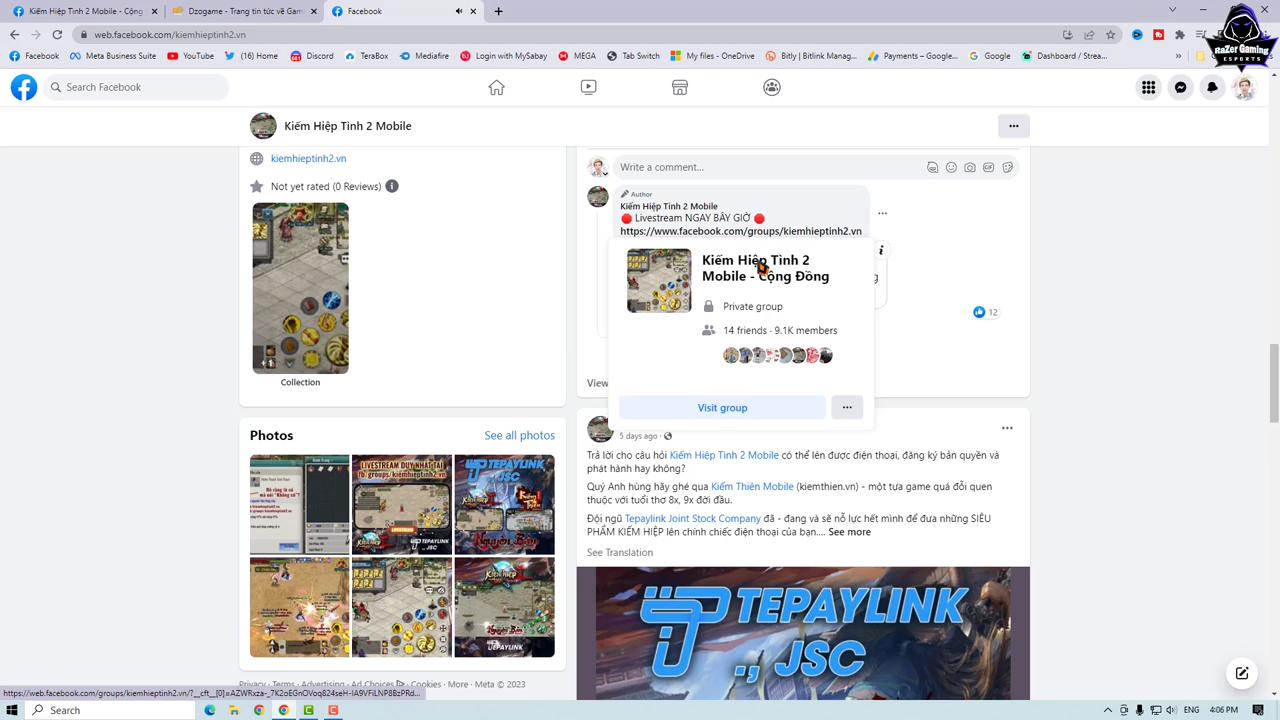 Kiếm Hiệp Tình 2 Mobile - Cộng
Dzogame - Trang chủ dành cho Gam
Facebook
web.facebook.com/kiemhieptinh2.vn
Facebook
Meta Business Suite
YouTube
(16) Home
Discord
TeraBox
Mediafire
Login with MySpace
MEGA
Tab Switch
My files - OneDrive
Bitly | Bitlink Manag...
Payments – Google...
Dashboard / Strea...
RaZer Gaming
ESPORTS
Search Facebook
Kiếm Hiệp Tình 2 Mobile
kiemhieptinh2.vn
Not yet rated (0 Reviews)
Collection
Photos
See all photos
LIVESTREAM DUY NHẤT TẠI
TEPAYLINK
JSC
TEPAYLINK
Privacy · Terms · Advertising · Ad Choices · Cookies · More · Meta © 2023
Write a comment...
Author
Kiếm Hiệp Tình 2 Mobile
🛑 Livestream NGAY BÂY GIỜ 🛑
https://www.facebook.com/groups/kiemhieptinh2.vn
Kiếm Hiệp Tình 2
Mobile - Cộng Đồng
Private group
14 friends · 9.1K members
Visit group
g
12
View
5 days ago
Trả lời cho câu hỏi Kiếm Hiệp Tình 2 Mobile có thể lên được điện thoại, đăng ký bản quyền và
phát hành hay không?
Quý Anh hùng hãy ghé qua Kiếm Thiên Mobile (kiemthien.vn) - một tựa game quá đỗi quen
thuộc với tuổi thơ 8x, 9x đời đầu.
Đội ngũ Tepaylink Joint Stock Company đã - đang và sẽ nỗ lực hết mình để đưa những SIÊU
PHẨM KIẾM HIỆP lên chính chiếc điện thoại của bạn.... See more
See Translation
TEPAYLINK
JSC
Search
ENG
4:06 PM